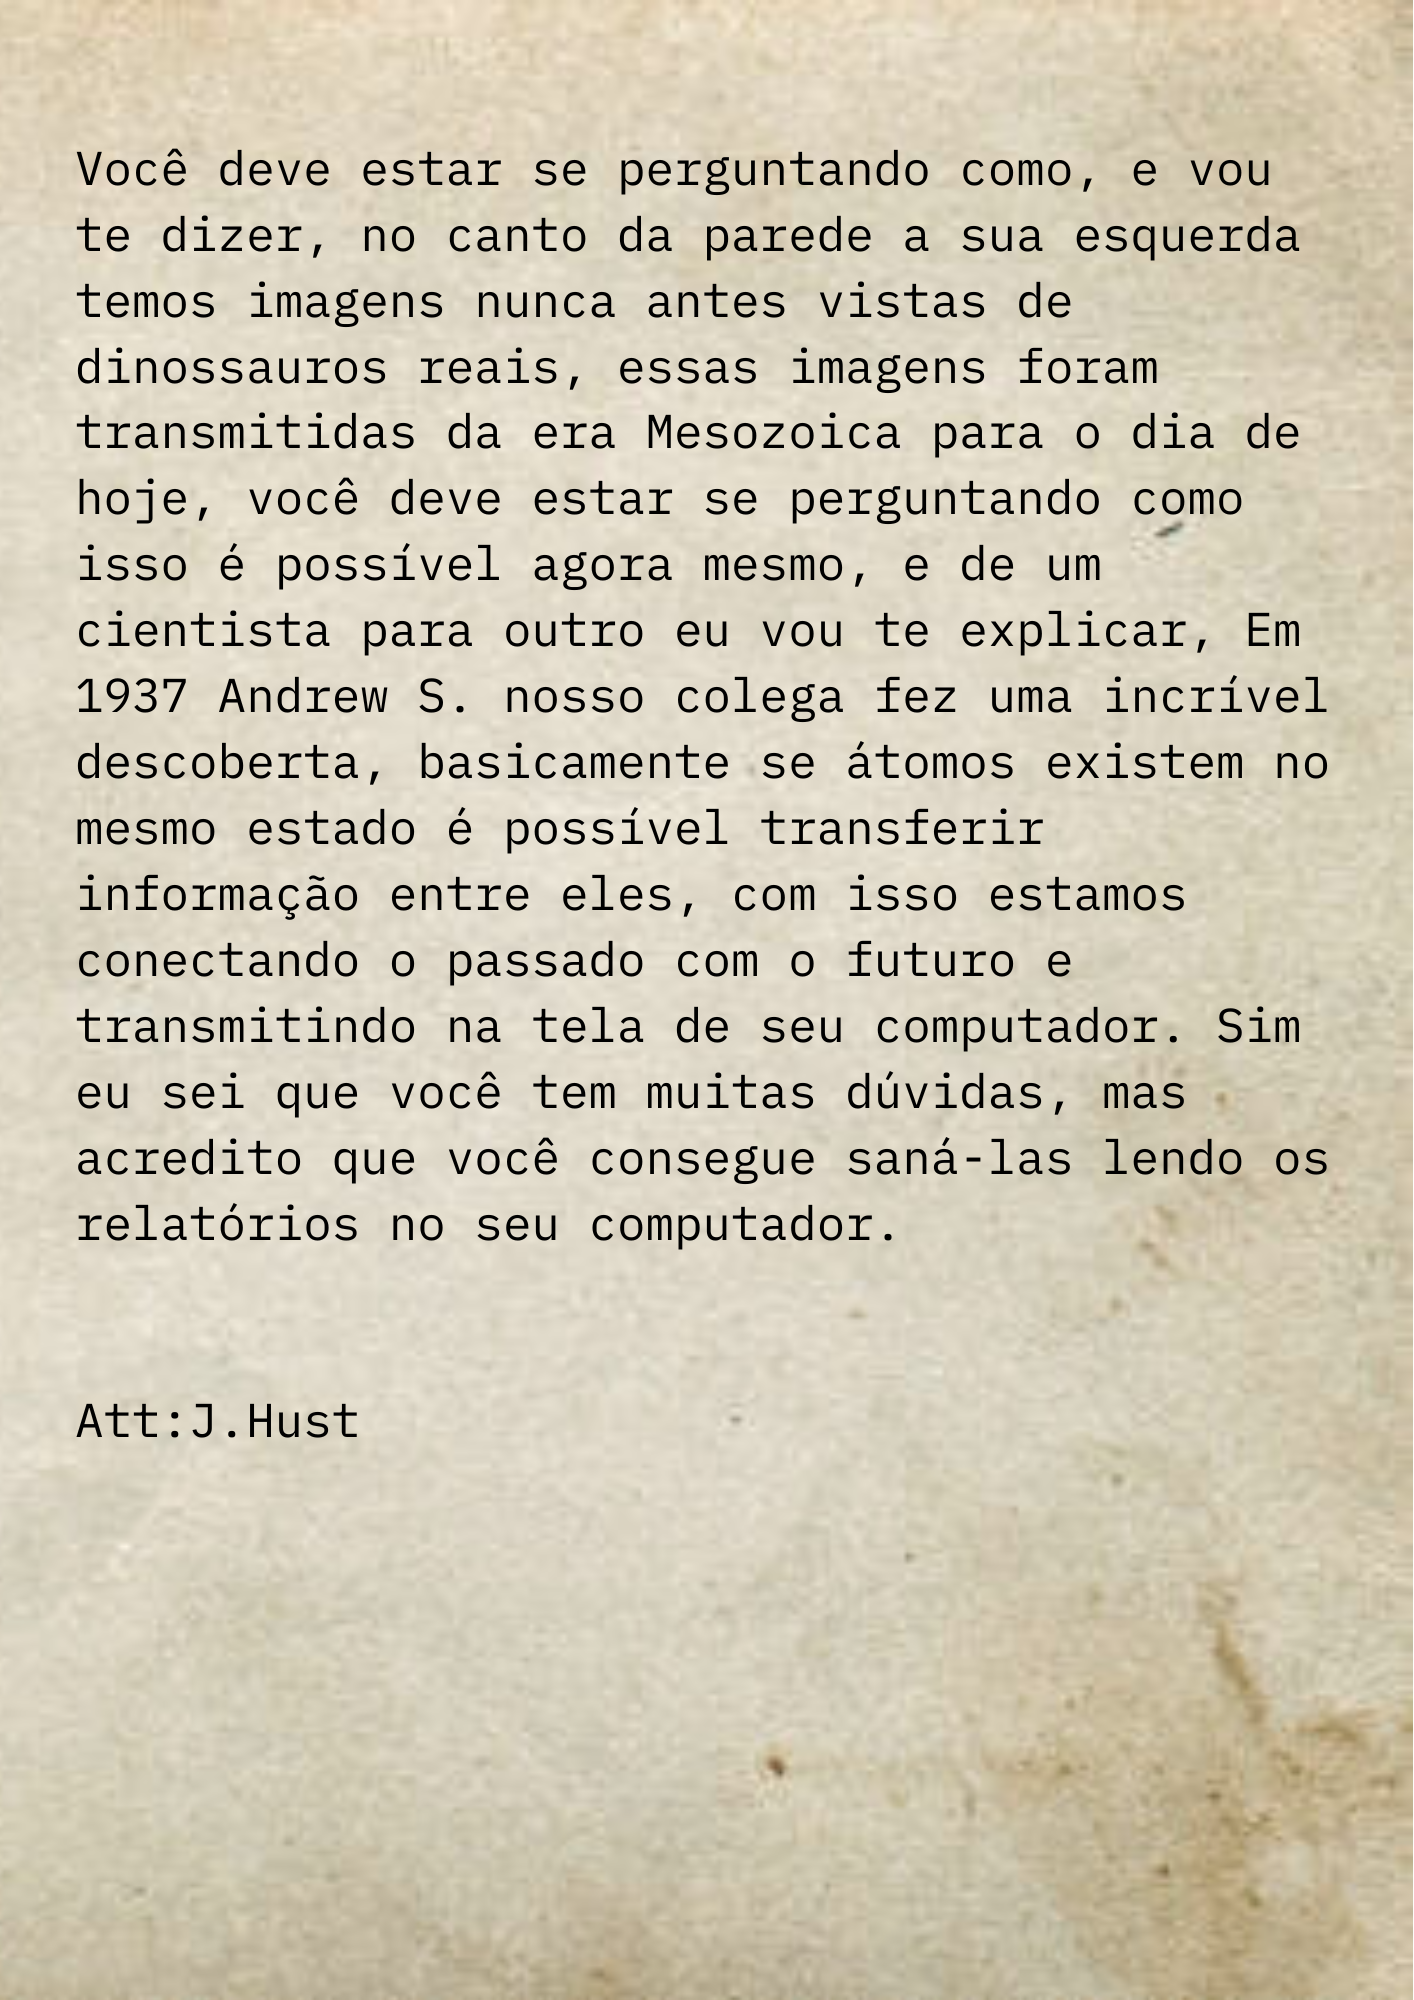 Você deve estar se perguntando como, e vou
te dizer, no canto da parede a sua esquerda
temos imagens nunca antes vistas de
dinossauros reais, essas imagens foram
transmitidas da era Mesozoica para o dia de
hoje, você deve estar se perguntando como
isso é possível agora mesmo, e de um
cientista para outro eu vou te explicar, Em
1937 Andrew S. nosso colega fez uma incrível
descoberta, basicamente se átomos existem no
mesmo estado é possível transferir
informação entre eles, com isso estamos
conectando o passado com o futuro e
transmitindo na tela de seu computador. Sim
eu sei que você tem muitas dúvidas, mas
acredito que você consegue saná-las lendo os
relatórios no seu computador.
Att:J.Hust